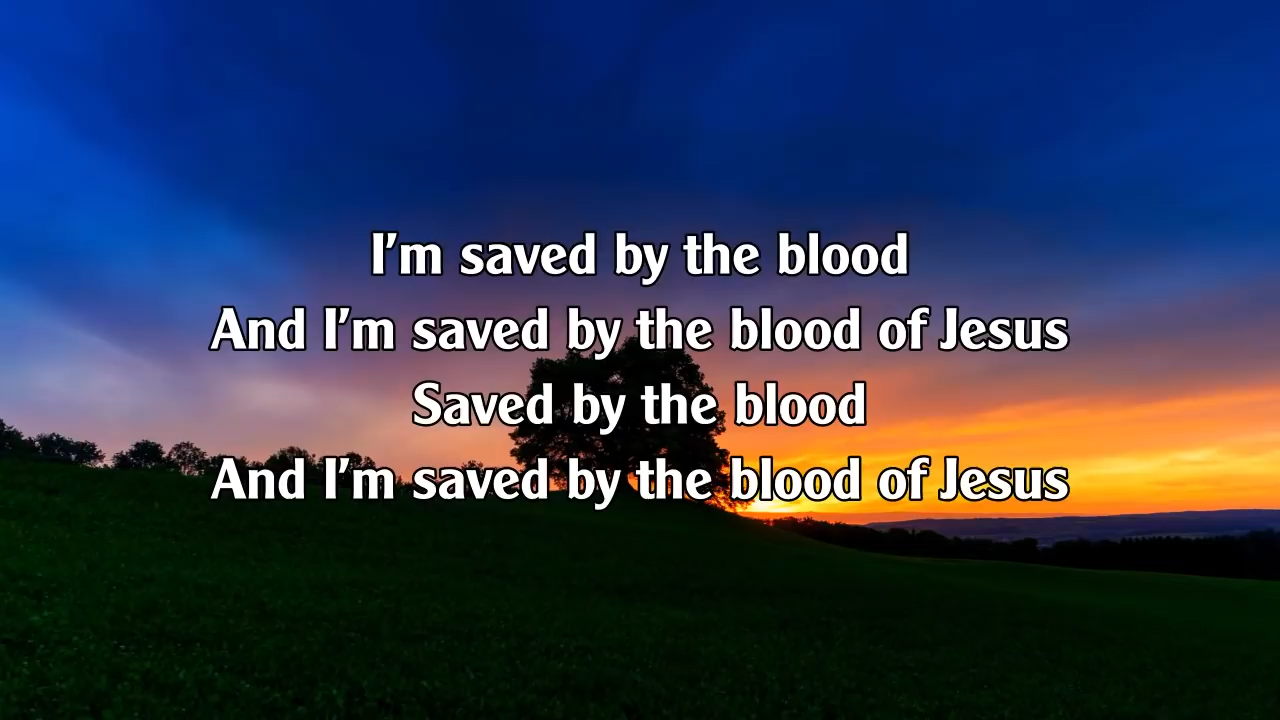 I'm saved by the blood
And I'm saved by the blood of Jesus
Saved by the blood
And I'm saved by the blood of Jesus